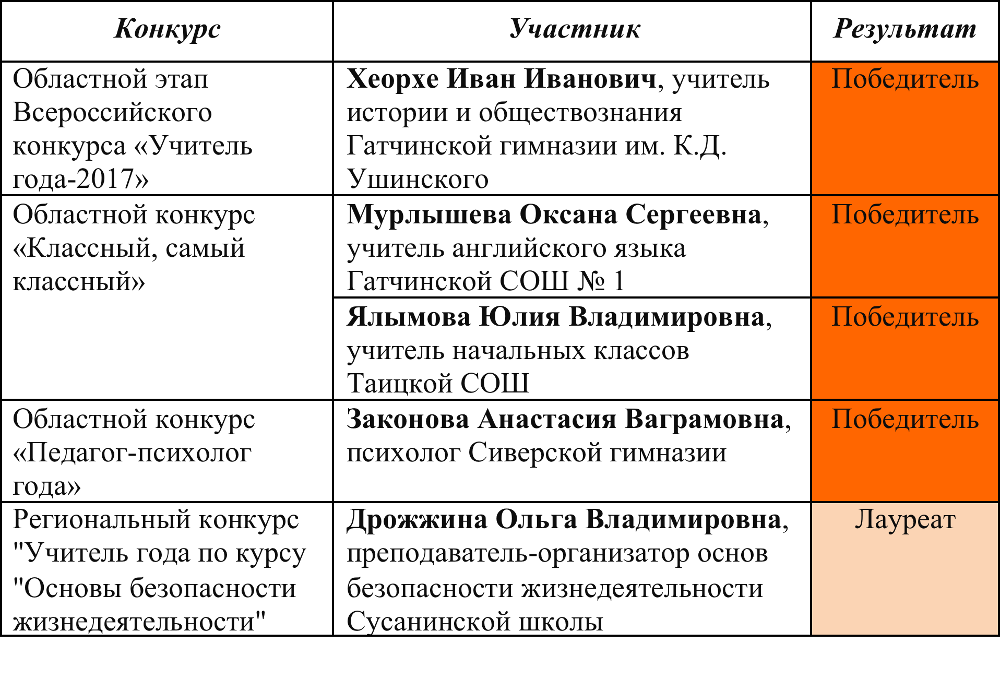 Конкурс Участник Результат
Областной этап
Всероссийского
конкурса «Учитель
года-2017»
Хеорхе Иван Иванович, учитель
истории и обществознания
Гатчинской гимназии им. К.Д.
Ушинского
Победитель
Областной конкурс
«Классный, самый
классный»
Мурлышева Оксана Сергеевна,
учитель английского языка
Гатчинской СОШ № 1
Победитель
Ялымова Юлия Владимировна,
учитель начальных классов
Таицкой СОШ
Победитель
Областной конкурс
«Педагог-психолог
года»
Законова Анастасия Ваграмовна,
психолог Сиверской гимназии
Победитель
Региональный конкурс
"Учитель года по курсу
"Основы безопасности
жизнедеятельности"
Дрожжина Ольга Владимировна,
преподаватель-организатор основ
безопасности жизнедеятельности
Сусанинской школы
Лауреат